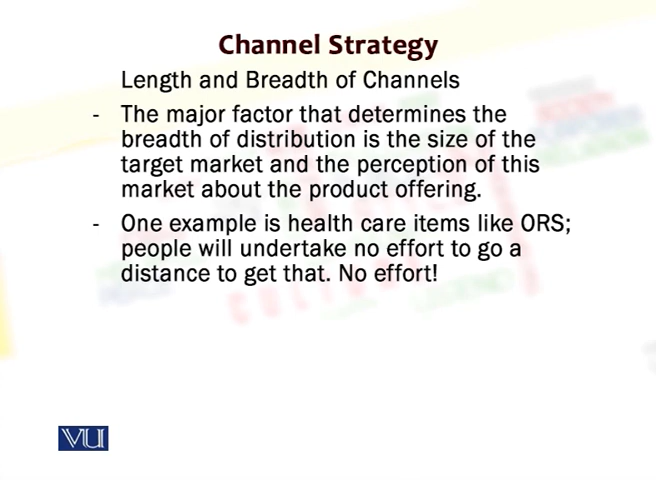 Channel Strategy
Length and Breadth of Channels
- The major factor that determines the
breadth of distribution is the size of the
target market and the perception of this
market about the product offering.
- One example is health care items like ORS;
people will undertake no effort to go a
distance to get that. No effort!
VU